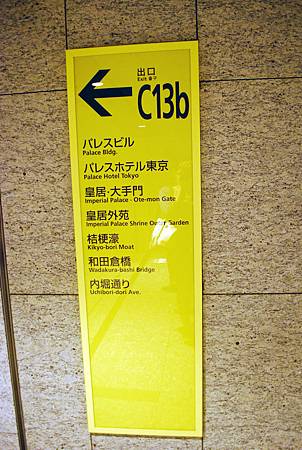 出口
Exit 출구
C13b
パレスビル
Palace Bldg.
パレスホテル東京
Palace Hotel Tokyo
皇居・大手門
Imperial Palace・Ote-mon Gate
皇居外苑
Imperial Palace Shrine Outer Garden
桔梗濠
Kikyo-bori Moat
和田倉橋
Wadakura-bashi Bridge
内堀通り
Uchibori-dori Ave.